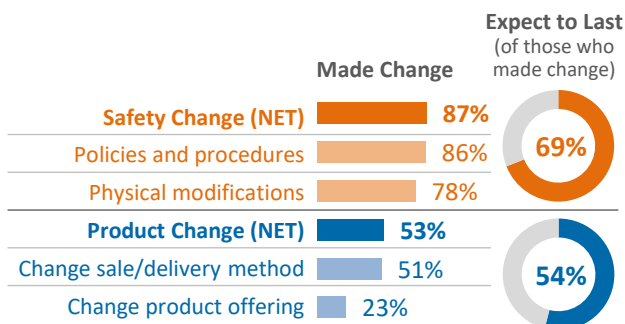 Expect to Last
(of those who
made change)
Made Change
Safety Change (NET) 87%
Policies and procedures 86%
Physical modifications 78%
69%
Product Change (NET) 53%
Change sale/delivery method 51%
Change product offering 23%
54%